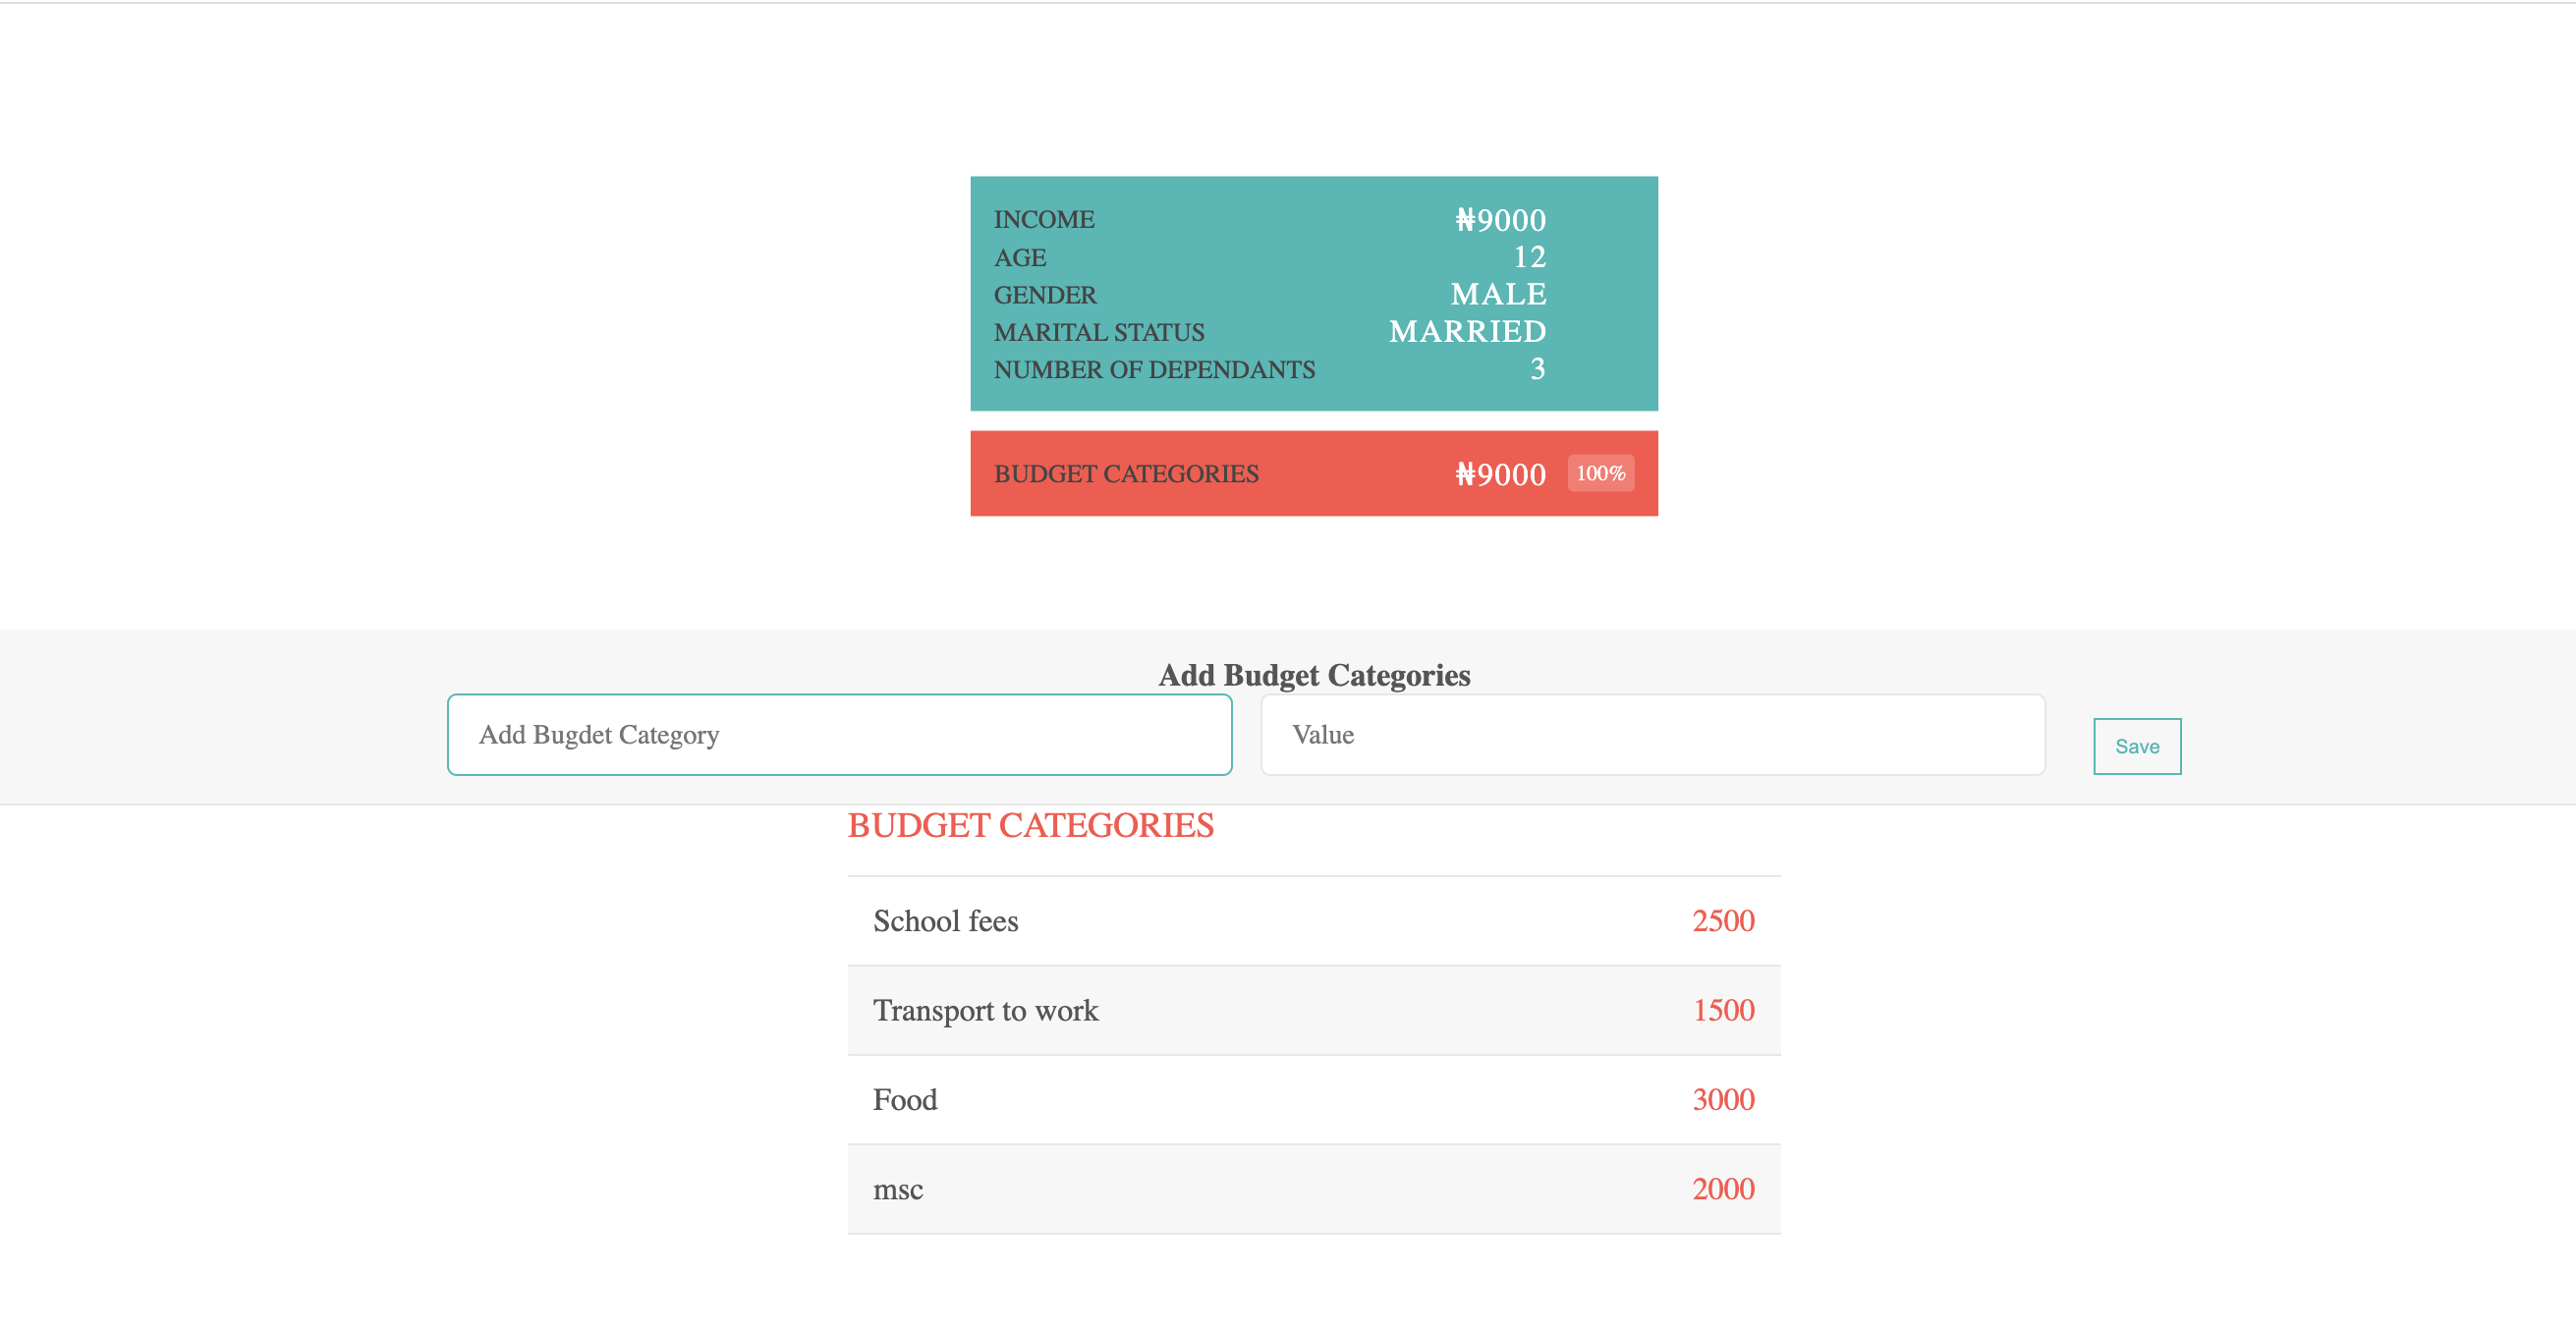 INCOME ₦9000
AGE 12
GENDER MALE
MARITAL STATUS MARRIED
NUMBER OF DEPENDANTS 3
BUDGET CATEGORIES ₦9000 100%
Add Budget Categories
Add Bugdet Category Value Save
BUDGET CATEGORIES
School fees 2500
Transport to work 1500
Food 3000
msc 2000